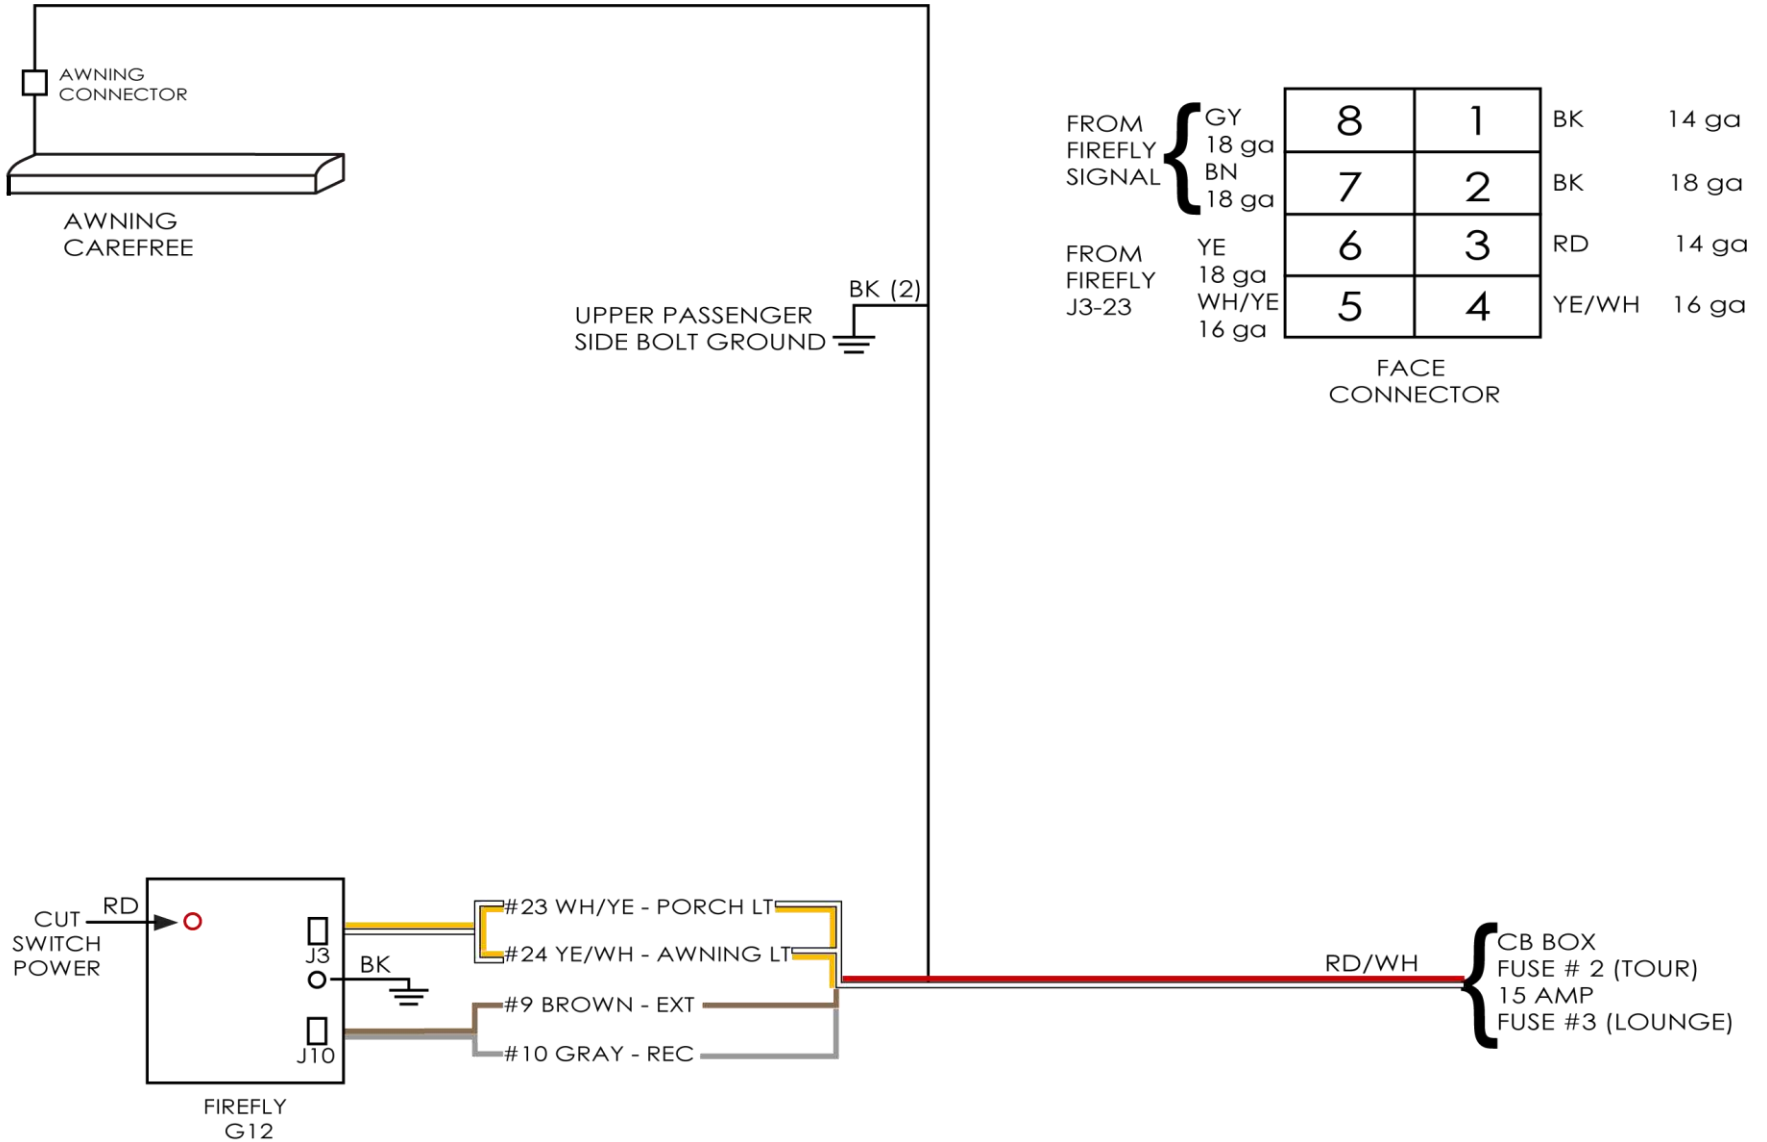 AWNING
CONNECTOR
AWNING
CAREFREE
BK (2)
UPPER PASSENGER
SIDE BOLT GROUND
FROM
FIREFLY
SIGNAL
GY
18 ga
BN
18 ga
FROM
FIREFLY
J3-23
YE
18 ga
WH/YE
16 ga
8 1 BK 14 ga
7 2 BK 18 ga
6 3 RD 14 ga
5 4 YE/WH 16 ga
FACE
CONNECTOR
CUT
SWITCH
POWER
RD
J3
BK
J10
FIREFLY
G12
#23 WH/YE - PORCH LT
#24 YE/WH - AWNING LT
#9 BROWN - EXT
#10 GRAY - REC
RD/WH
CB BOX
FUSE # 2 (TOUR)
15 AMP
FUSE #3 (LOUNGE)